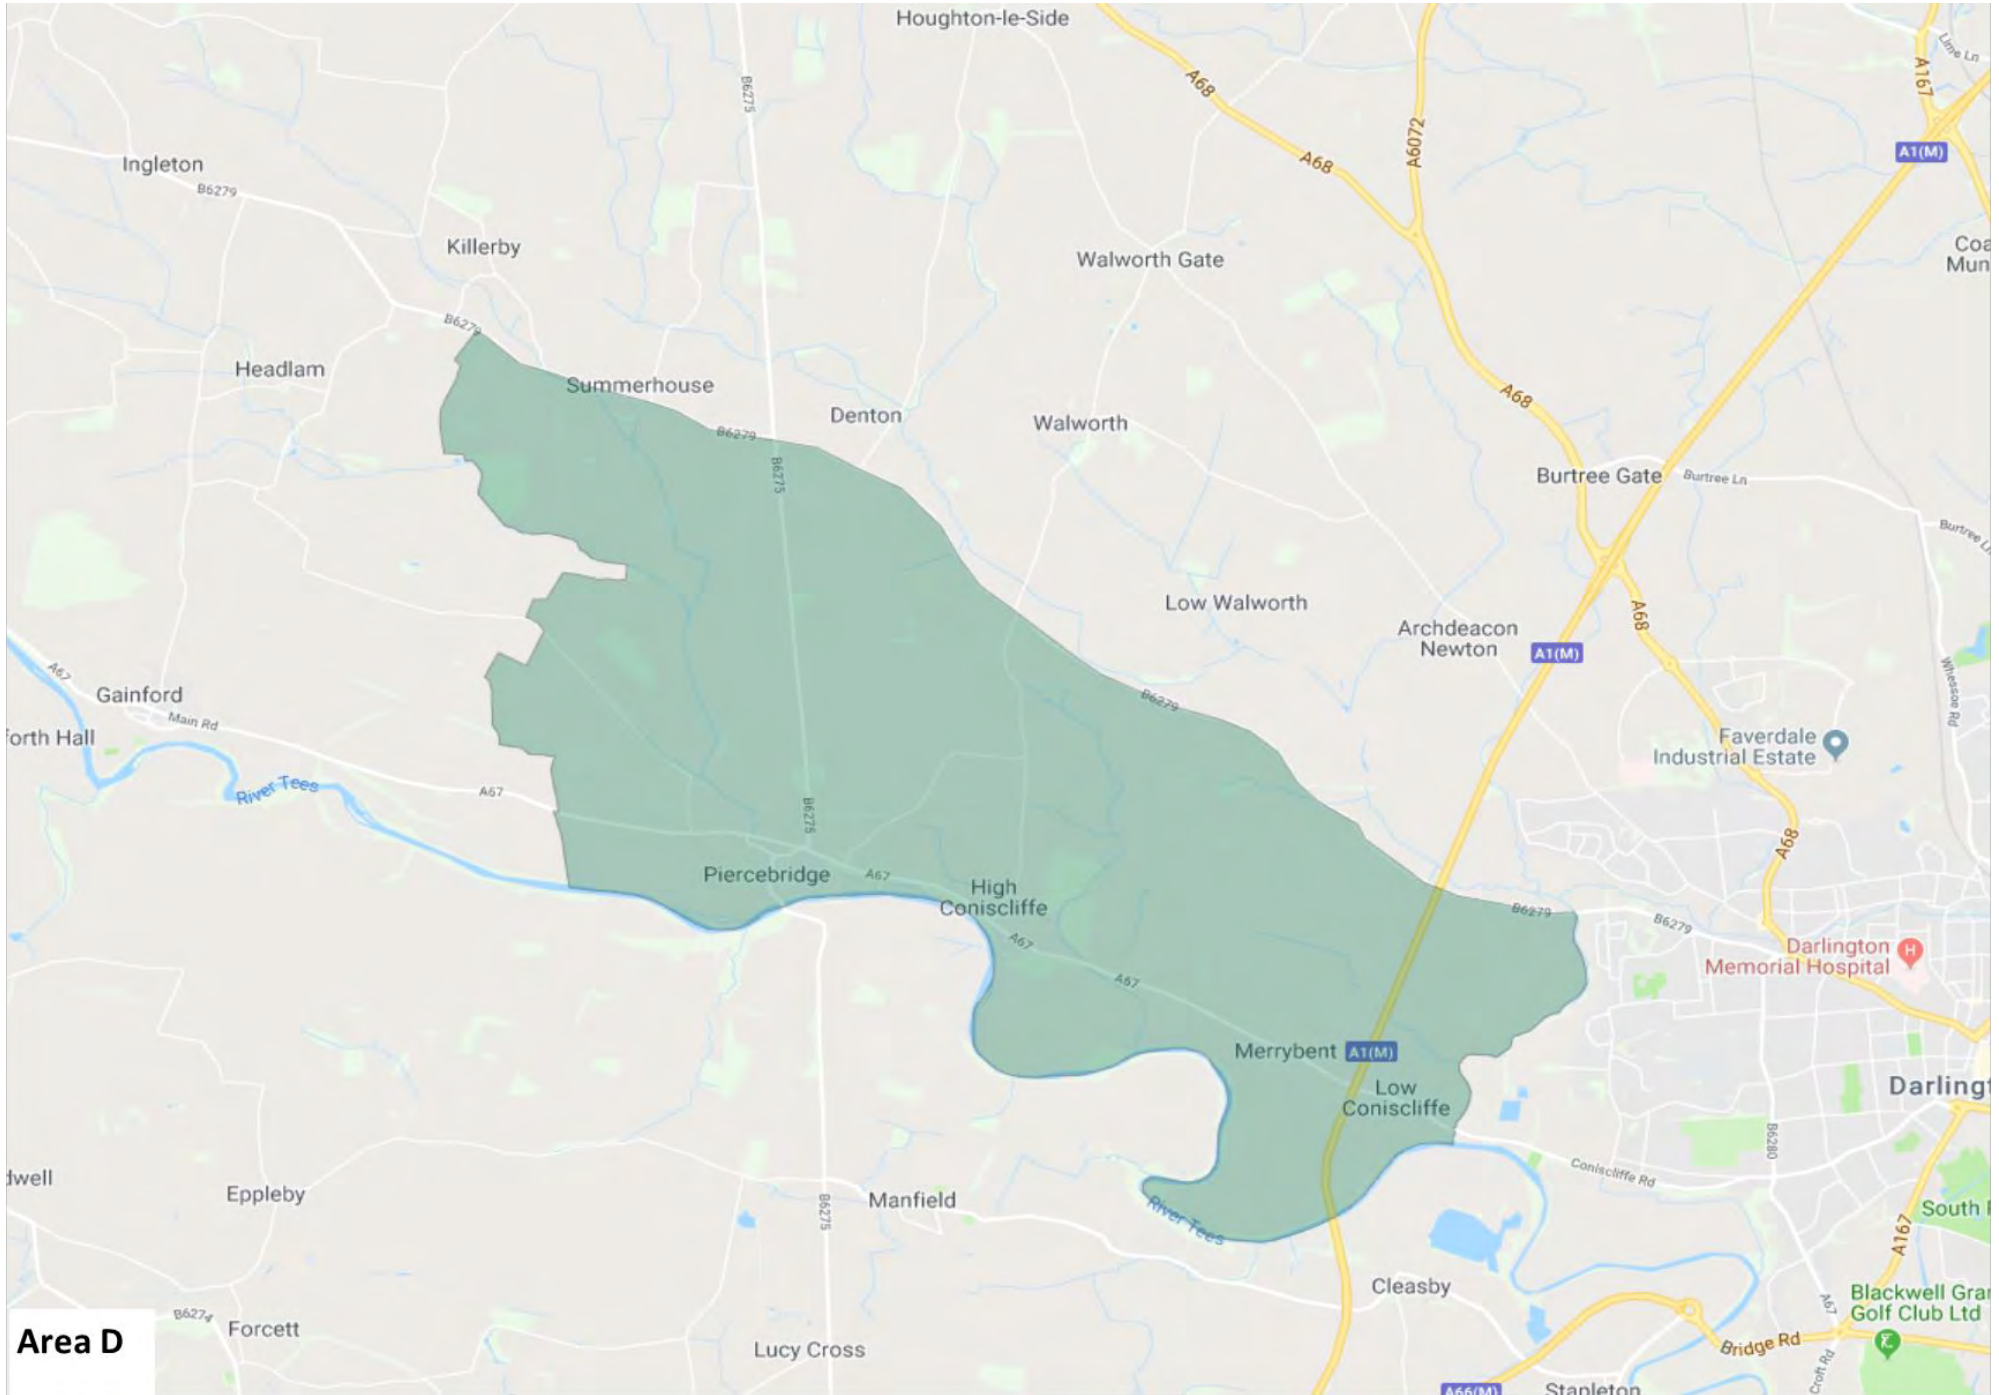 Houghton-le-Side
Lime Ln
A68
A167
B6275
A6072
A68
A1(M)
Ingleton
B6279
Killerby
Coa
Mun
Walworth Gate
B6279
Headlam
Summerhouse
A68
Denton
Walworth
B6279
B6275
Burtree Gate
Burtree Ln
Burtree Ln
Low Walworth
A68
Archdeacon
Newton
A1(M)
A67
Gainford
Main Rd
B6279
Whessoe Rd
forth Hall
Faverdale
Industrial Estate
River Tees
A67
B6275
A68
Piercebridge
A67
High
Coniscliffe
B6279
B6279
A67
Darlington
Memorial Hospital
H
A67
Merrybent
A1(M)
Low
Coniscliffe
Darlingt
B6280
Coniscliffe Rd
dwell
Eppleby
Manfield
B6275
River Tees
South P
A167
Cleasby
Blackwell Gran
Golf Club Ltd
A67
B6274
Forcett
Area D
Lucy Cross
Bridge Rd
Croft Rd
A66(M)
Stapleton